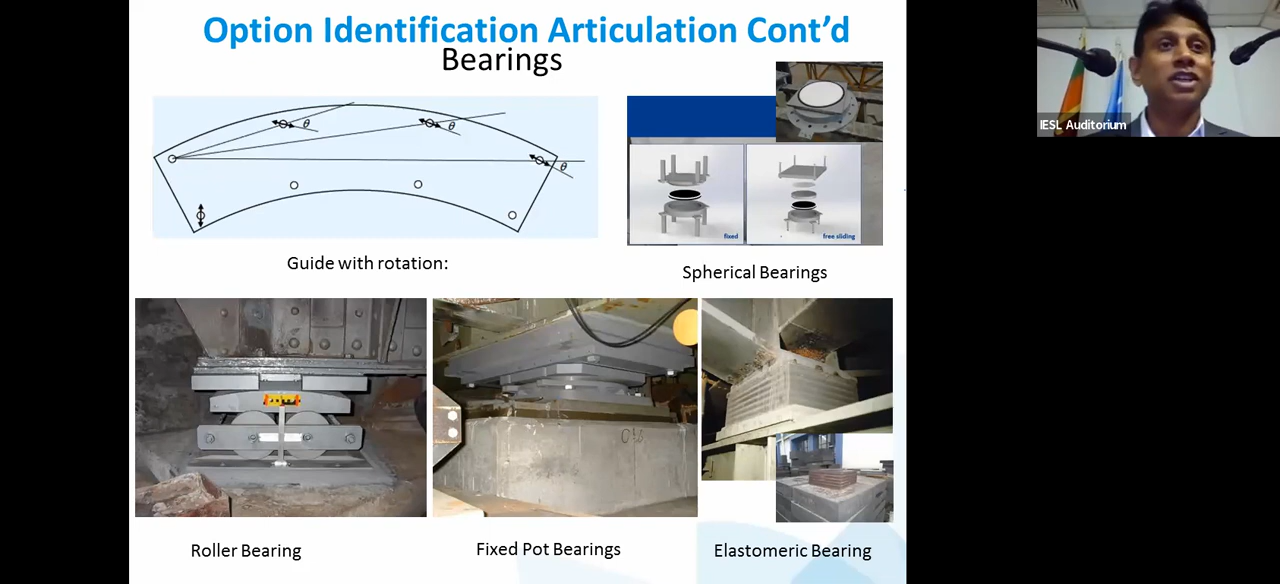 Option Identification Articulation Cont'd
Bearings
θ
θ
θ
fixed
free sliding
Guide with rotation:
Spherical Bearings
Roller Bearing
Fixed Pot Bearings
Elastomeric Bearing
IESL Auditorium